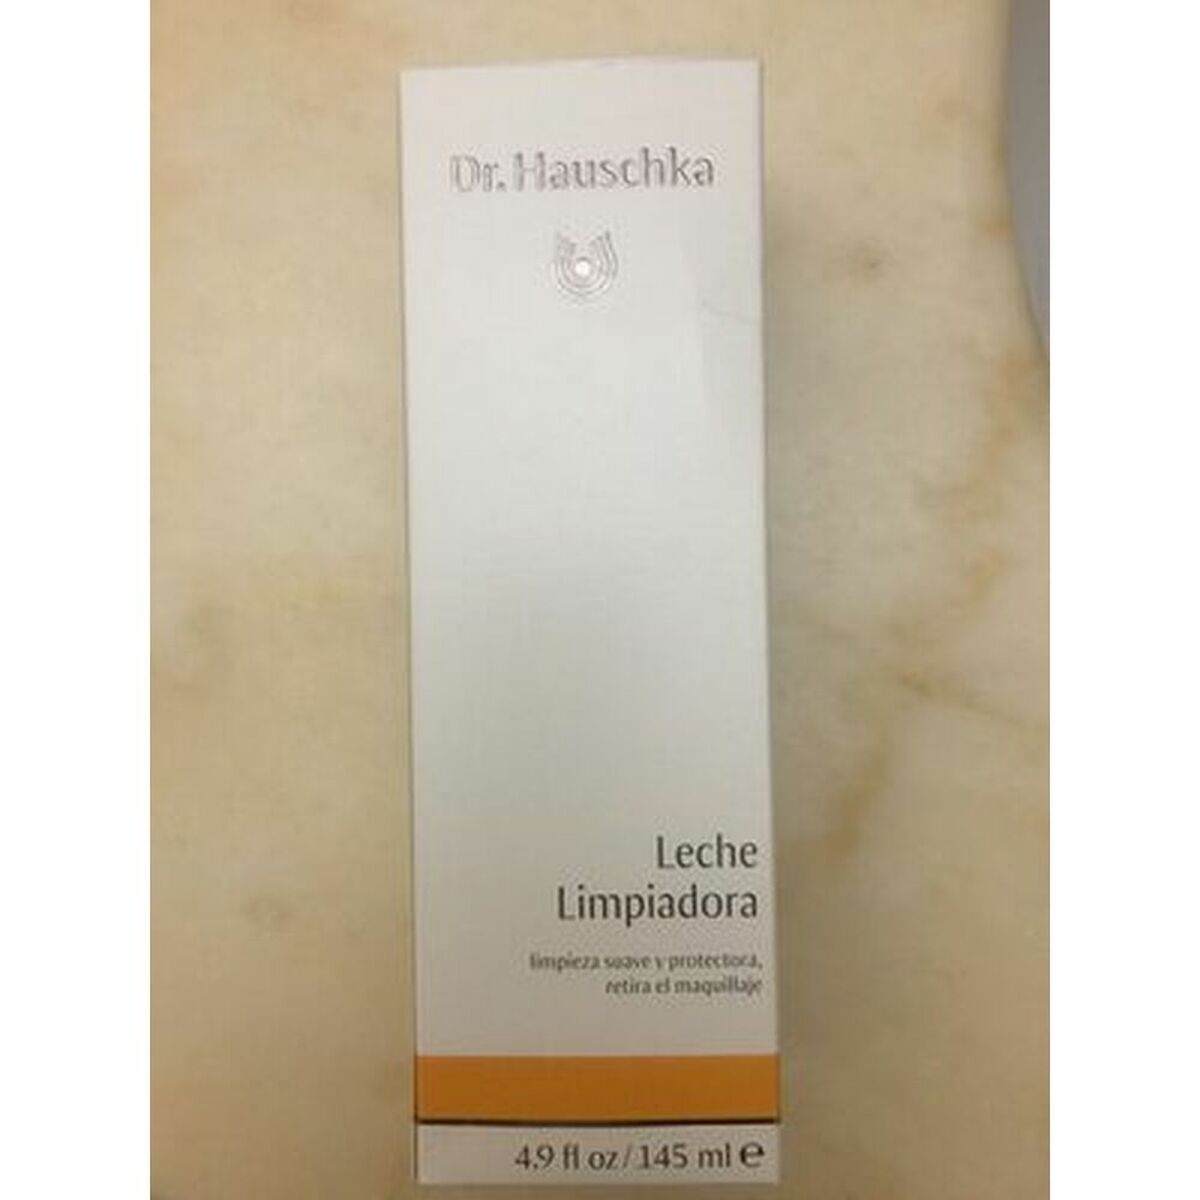 Dr. Hauschka
Leche
Limpiadora
limpieza suave y protectora,
retira el maquillaje
4.9 fl oz / 145 ml ℮